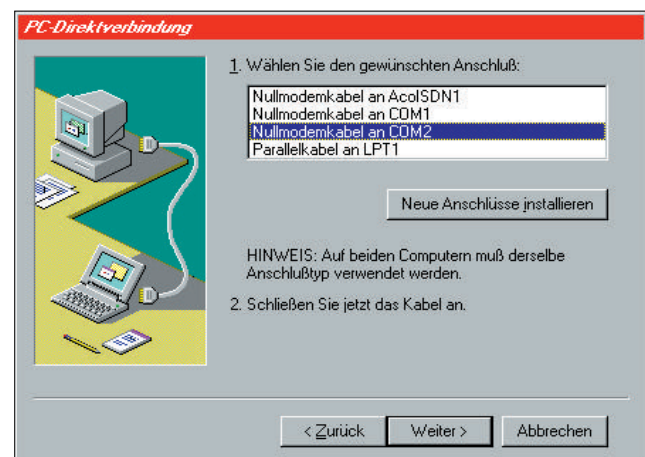 PC-Direktverbindung
1. Wählen Sie den gewünschten Anschluß:
Nullmodemkabel an AcoISDN1
Nullmodemkabel an COM1
Nullmodemkabel an COM2
Parallelkabel an LPT1
Neue Anschlüsse installieren
HINWEIS: Auf beiden Computern muß derselbe
Anschlußtyp verwendet werden.
2. Schließen Sie jetzt das Kabel an.
< Zurück Weiter > Abbrechen